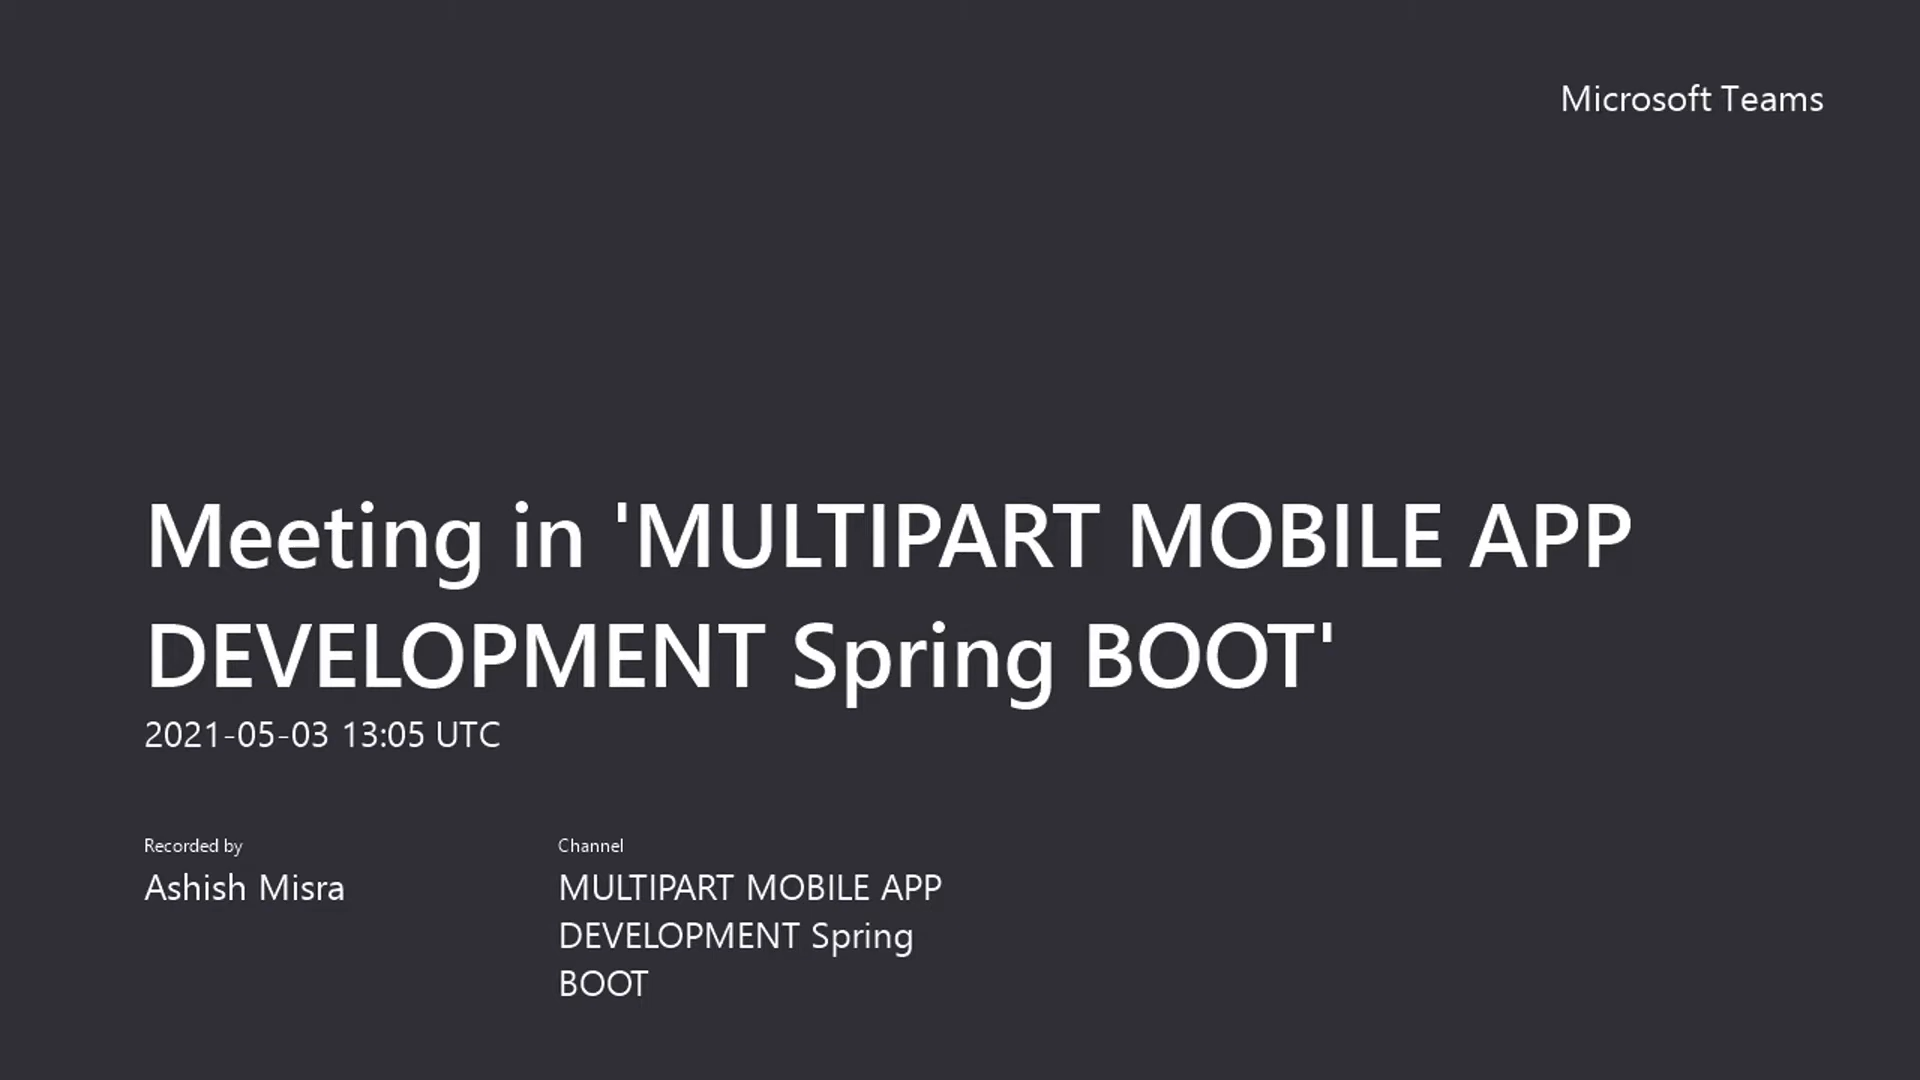 Microsoft Teams
Meeting in 'MULTIPART MOBILE APP
DEVELOPMENT Spring BOOT'
2021-05-03 13:05 UTC
Recorded by
Ashish Misra
Channel
MULTIPART MOBILE APP
DEVELOPMENT Spring
BOOT